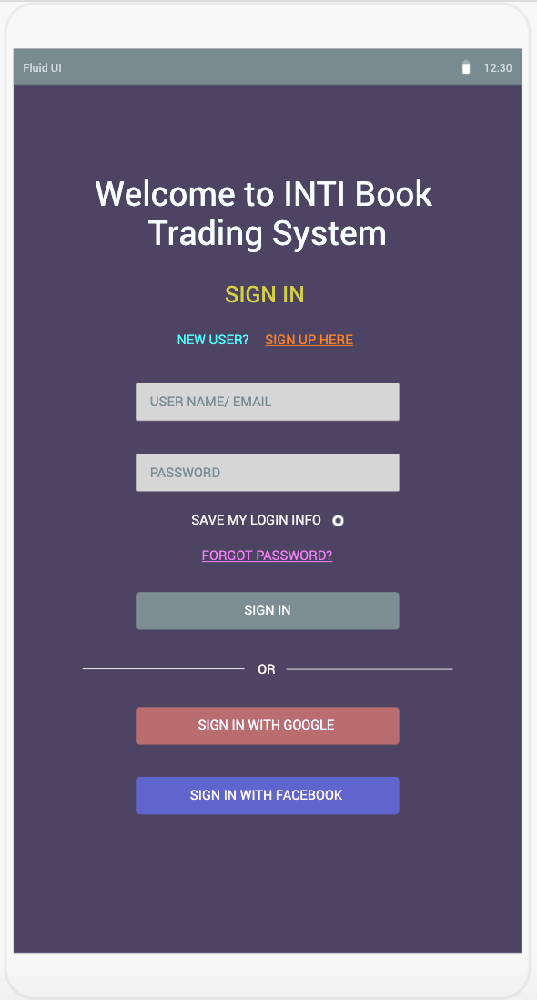 Fluid UI 12:30
Welcome to INTI Book
Trading System
SIGN IN
NEW USER? SIGN UP HERE
USER NAME/ EMAIL
PASSWORD
SAVE MY LOGIN INFO
FORGOT PASSWORD?
SIGN IN
OR
SIGN IN WITH GOOGLE
SIGN IN WITH FACEBOOK